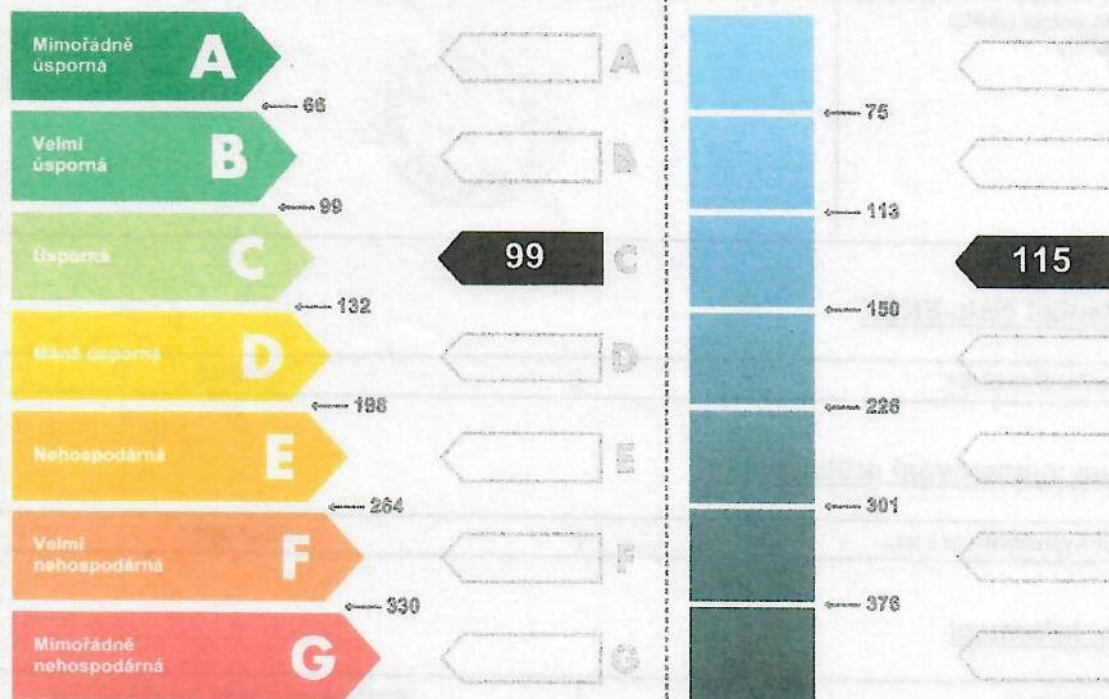 Mimořádně
úsporná
A
66
Velmi
úsporná
B
99
Úsporná
C
132
Méně úsporná
D
198
Nehospodárná
E
264
Velmi
nehospodárná
F
330
Mimořádně
nehospodárná
G
A
B
99
C
D
E
F
G
75
113
150
226
301
376
115